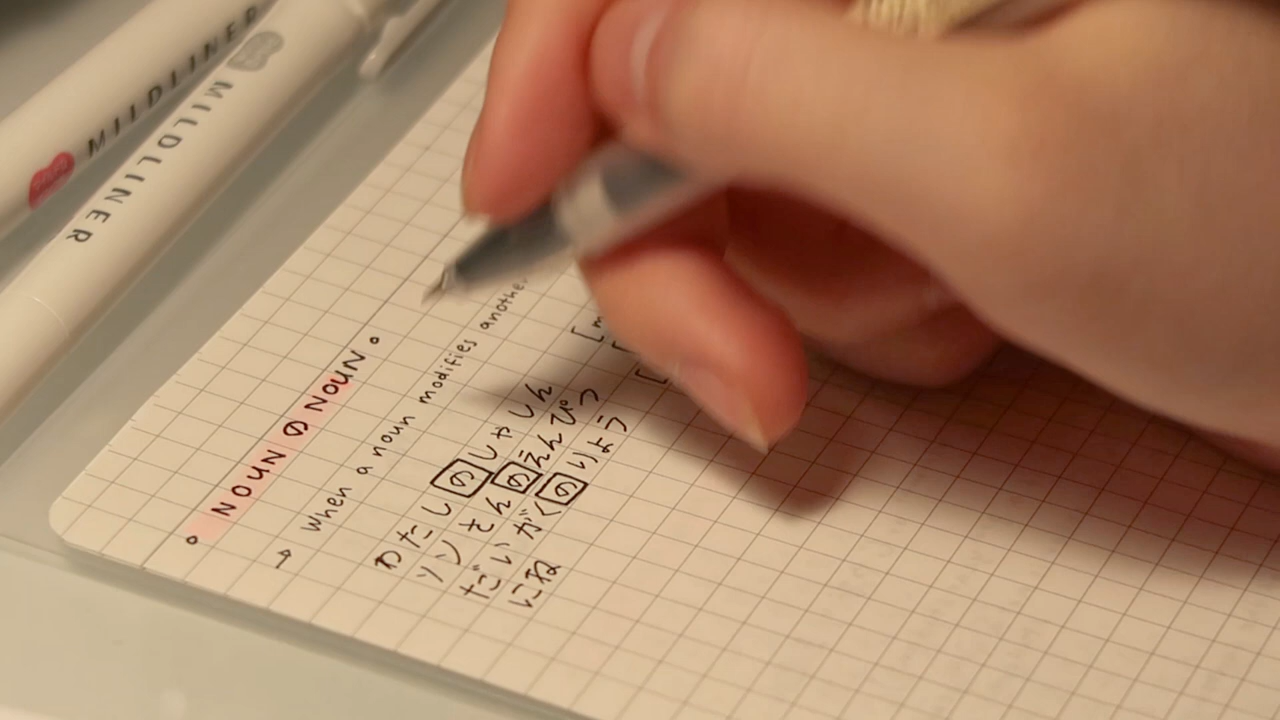 MILDLINER
MILDLINER
NOUN の NOUN
→ When a noun modifies another
わたしのしゃしん
ソンさんのえんぴつ
だいがくのりよう
にね
[m
[
[